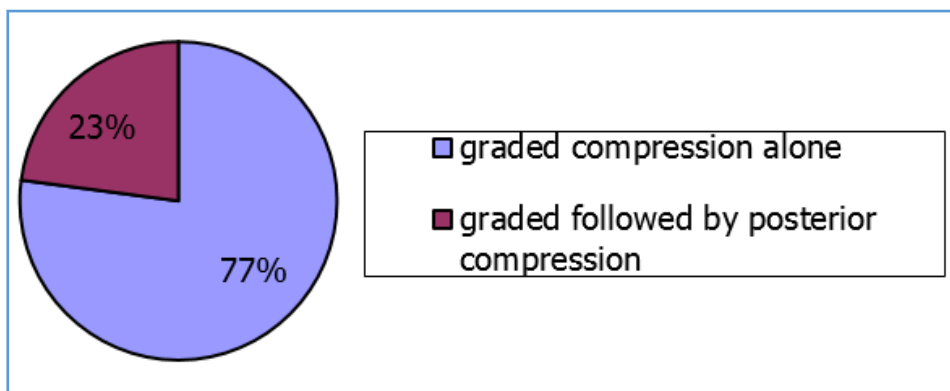 23%
77%
graded compression alone
graded followed by posterior
compression